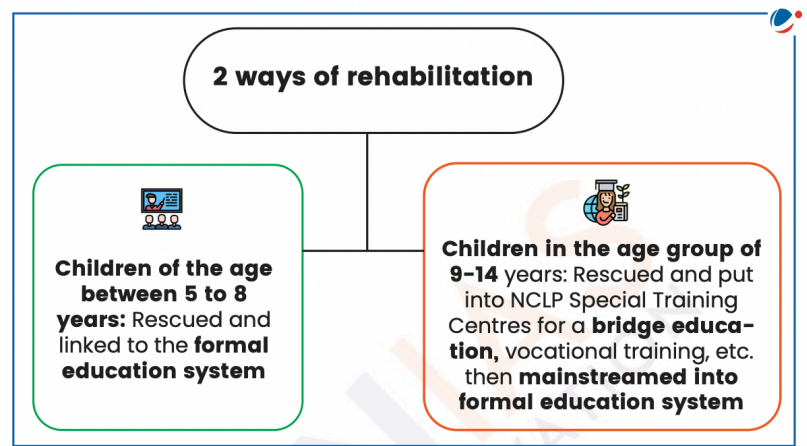 2 ways of rehabilitation
Children of the age
between 5 to 8
years: Rescued and
linked to the formal
education system
Children in the age group of
9-14 years: Rescued and put
into NCLP Special Training
Centres for a bridge educa-
tion, vocational training, etc.
then mainstreamed into
formal education system